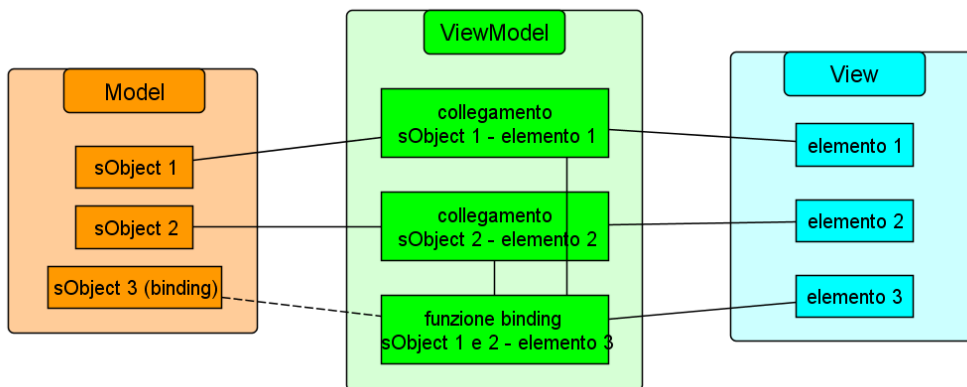 Model
sObject 1
sObject 2
sObject 3 (binding)
ViewModel
collegamento
sObject 1 - elemento 1
collegamento
sObject 2 - elemento 2
funzione binding
sObject 1 e 2 - elemento 3
View
elemento 1
elemento 2
elemento 3